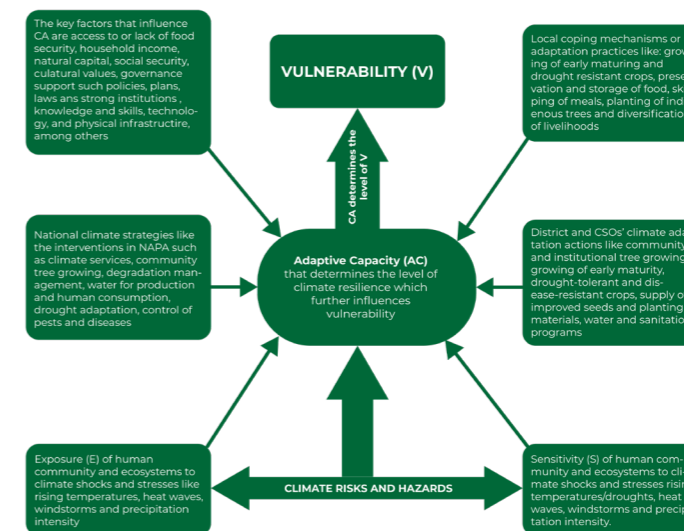 The key factors that influence
CA are access to or lack of food
security, household income,
natural capital, social security,
culatural values, governance
support such policies, plans,
laws ans strong institutions ,
knowledge and skills, technolo-
gy, and physical infrastructire,
among others
VULNERABILITY (V)
Local coping mechanisms or
adaptation practices like: grow
ing of early maturing and
drought resistant crops, prese
vation and storage of food, sk
ping of meals, planting of ind
enous trees and diversification
of livelihoods
CA determines the
level of V
National climate strategies like
the interventions in NAPA such
as climate services, community
tree growing, degradation man-
agement, water for production
and human consumption,
drought adaptation, control of
pests and diseases
Adaptive Capacity (AC)
that determines the level of
climate resilience which
further influences
vulnerability
District and CSOs' climate ada
tation actions like community
and institutional tree growing
growing of early maturity,
drought-tolerant and dis-
ease-resistant crops, supply o
improved seeds and planting
materials, water and sanitatio
programs
Exposure (E) of human
community and ecosystems to
climate shocks and stresses like
rising temperatures, heat waves,
windstorms and precipitation
intensity
CLIMATE RISKS AND HAZARDS
Sensitivity (S) of human com-
munity and ecosystems to cli-
mate shocks and stresses risin
temperatures/droughts, heat
waves, windstorms and precip
tation intensity.